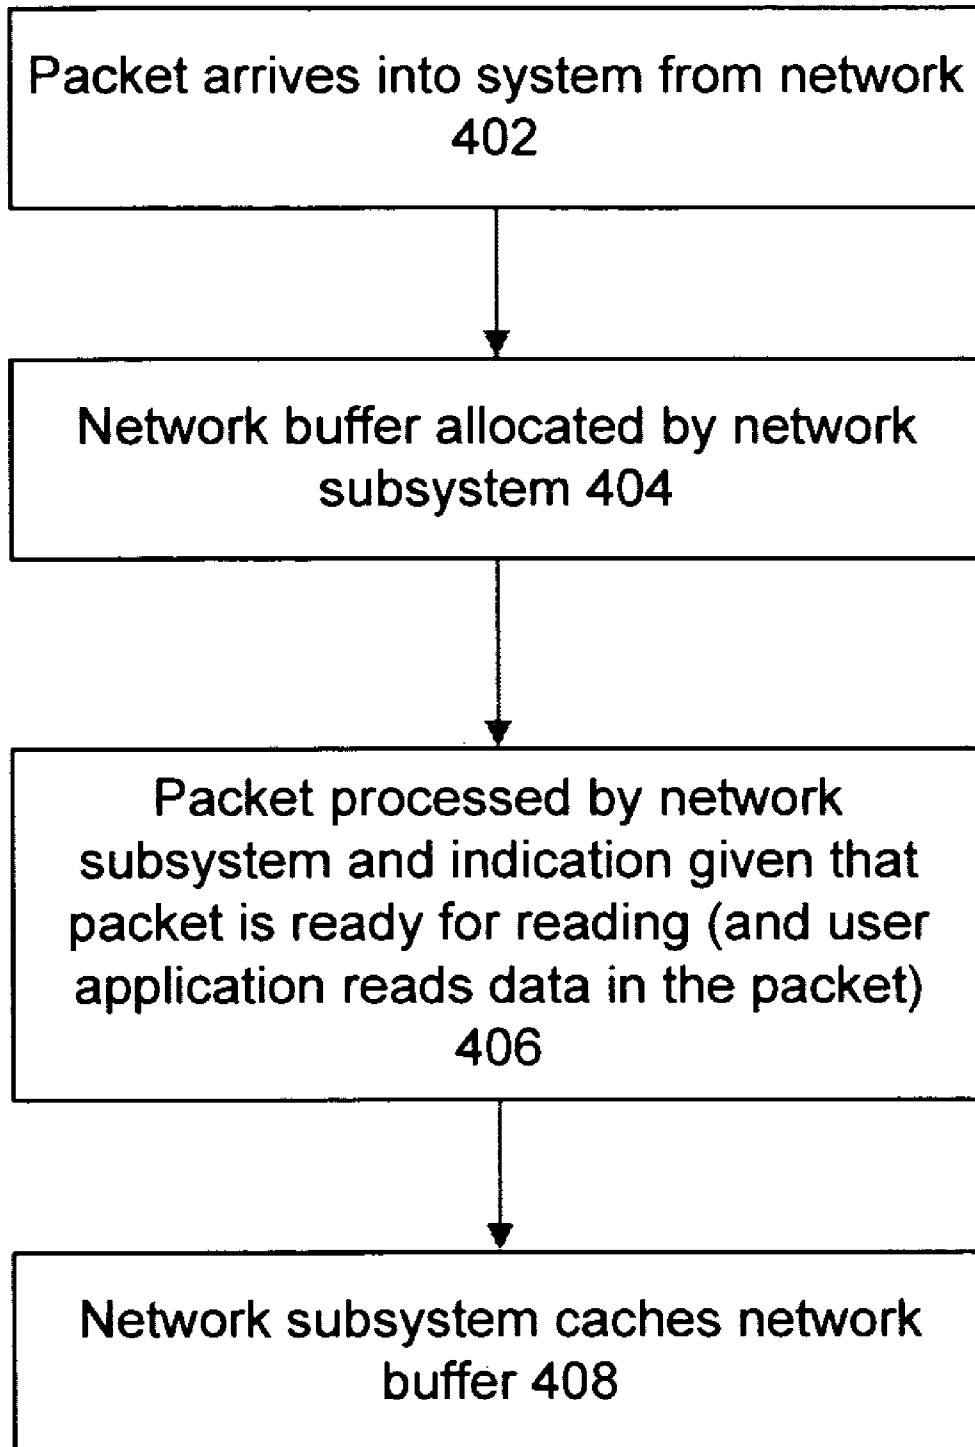 Packet arrives into system from network
402
Network buffer allocated by network
subsystem 404
Packet processed by network
subsystem and indication given that
packet is ready for reading (and user
application reads data in the packet)
406
Network subsystem caches network
buffer 408